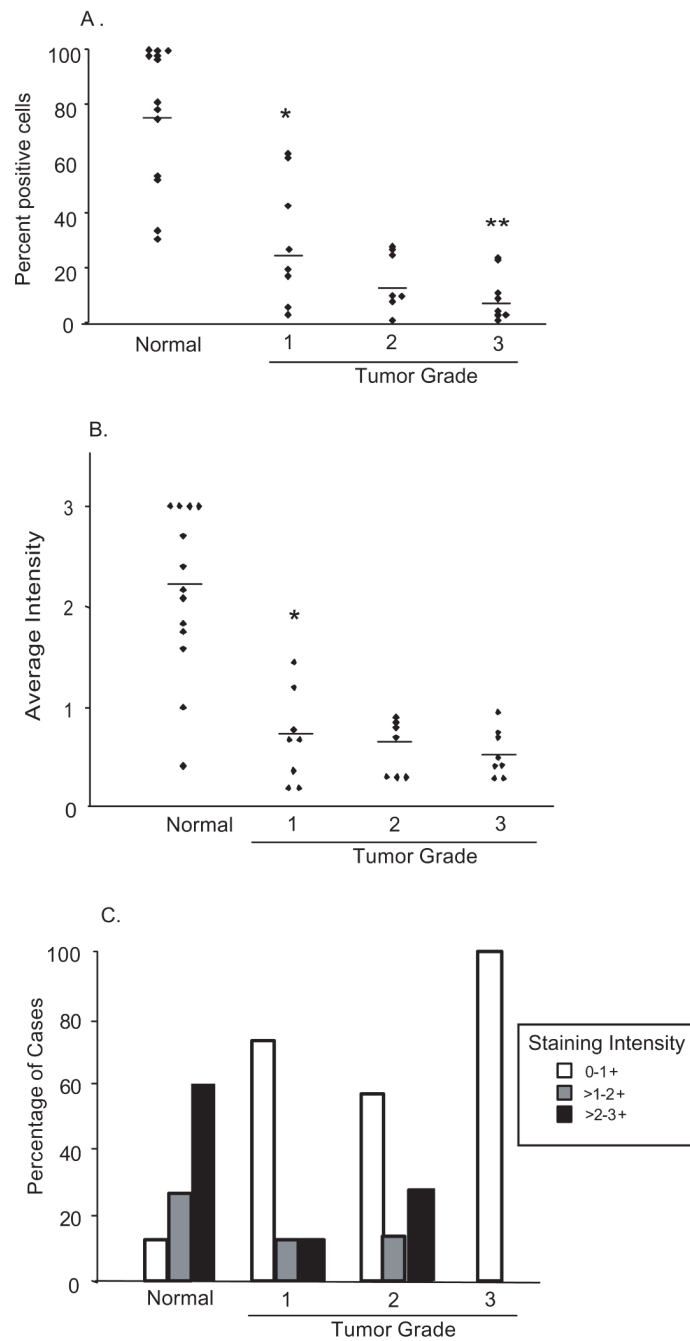 A .
Percent positive cells
100
80
60
40
20
0
*
**
Normal
1
2
3
Tumor Grade
B.
Average Intensity
3
2
1
0
*
Normal
1
2
3
Tumor Grade
C.
Percentage of Cases
100
80
60
40
20
0
Staining Intensity
0-1+
>1-2+
>2-3+
Normal
1
2
3
Tumor Grade